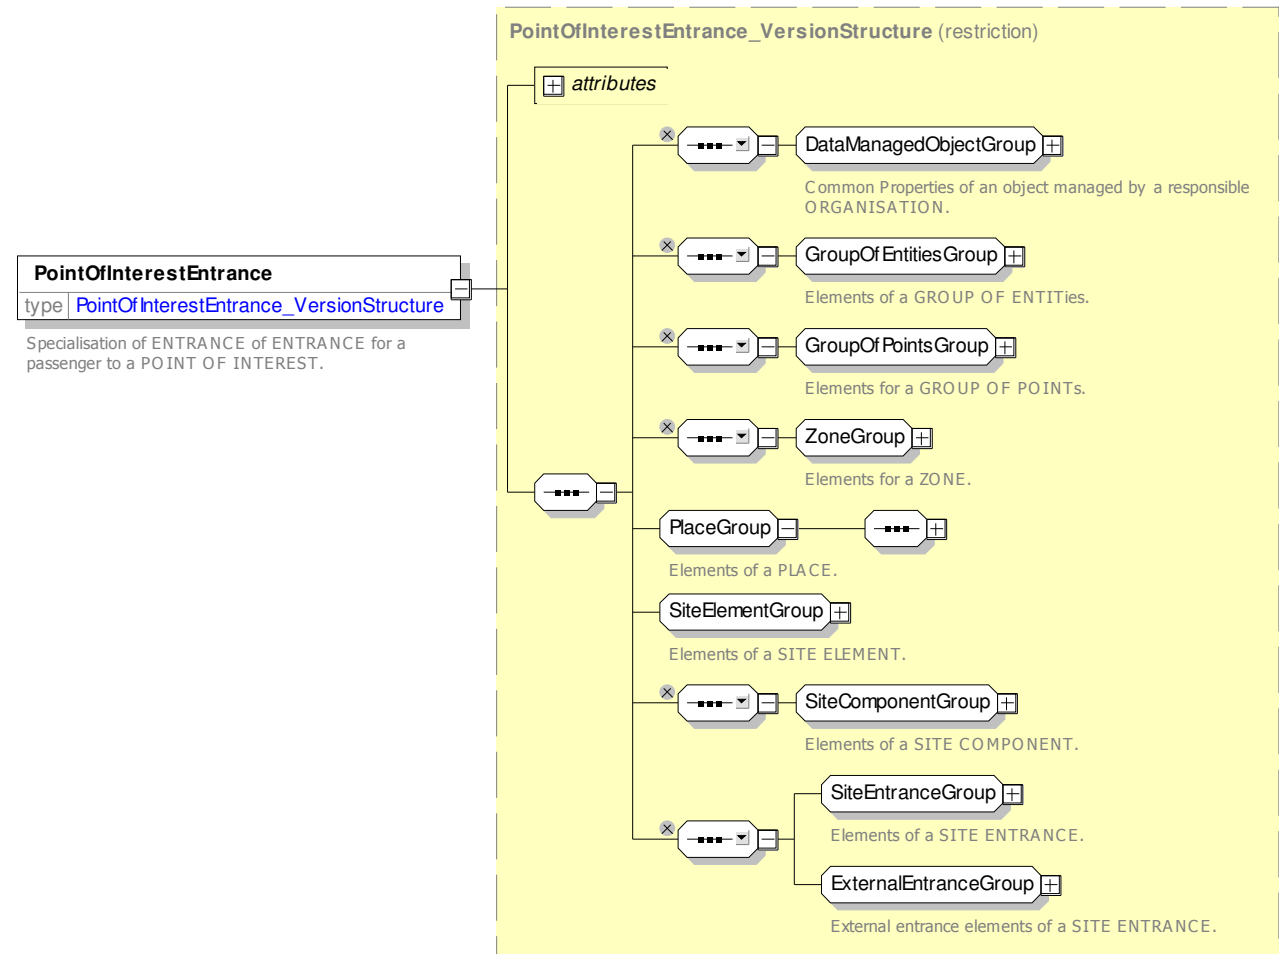 PointOfInterestEntrance_VersionStructure (restriction)
attributes
DataManagedObjectGroup
Common Properties of an object managed by a responsible
ORGANISATION.
GroupOfEntitiesGroup
Elements of a GROUP OF ENTITies.
PointOfInterestEntrance
type PointOfInterestEntrance_VersionStructure
Specialisation of ENTRANCE of ENTRANCE for a
passenger to a POINT OF INTEREST.
GroupOfPointsGroup
Elements for a GROUP OF POINTs.
ZoneGroup
Elements for a ZONE.
PlaceGroup
Elements of a PLACE.
SiteElementGroup
Elements of a SITE ELEMENT.
SiteComponentGroup
Elements of a SITE COMPONENT.
SiteEntranceGroup
Elements of a SITE ENTRANCE.
ExternalEntranceGroup
External entrance elements of a SITE ENTRANCE.